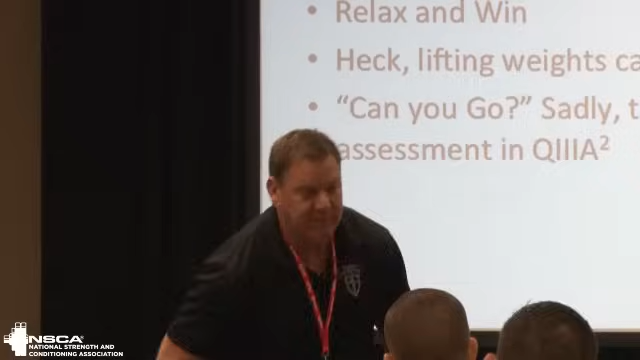 • Relax and Win
• Heck, lifting weights ca
• “Can you Go?” Sadly, t
assessment in QIIIA²
NSCA
NATIONAL STRENGTH AND
CONDITIONING ASSOCIATION